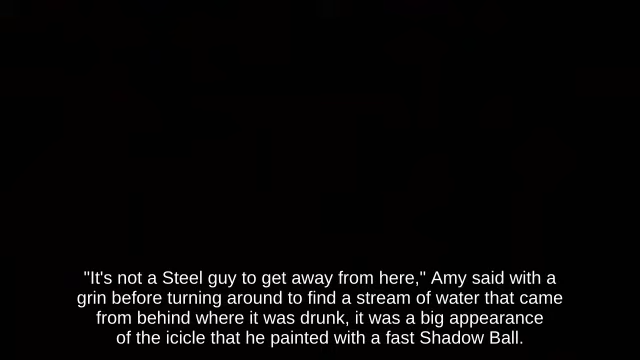 "It's not a Steel guy to get away from here," Amy said with a
grin before turning around to find a stream of water that came
from behind where it was drunk, it was a big appearance
of the icicle that he painted with a fast Shadow Ball.